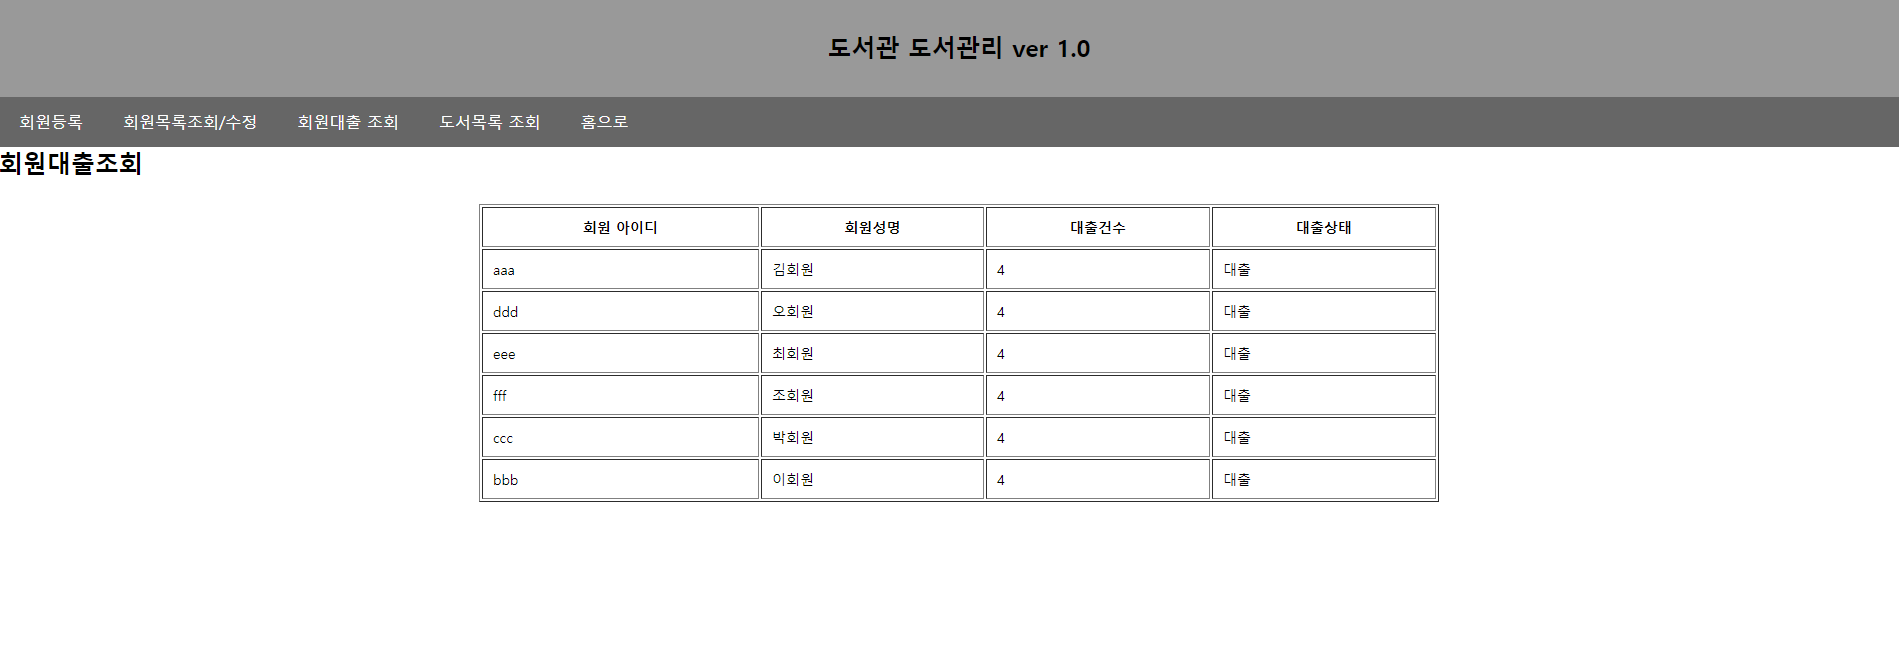 도서관 도서관리 ver 1.0
회원등록 회원목록조회/수정 회원대출 조회 도서목록 조회 홈으로
회원대출조회
회원 아이디 회원성명 대출건수 대출상태
aaa 김회원 4 대출
ddd 오회원 4 대출
eee 최회원 4 대출
fff 조회원 4 대출
ccc 박회원 4 대출
bbb 이회원 4 대출